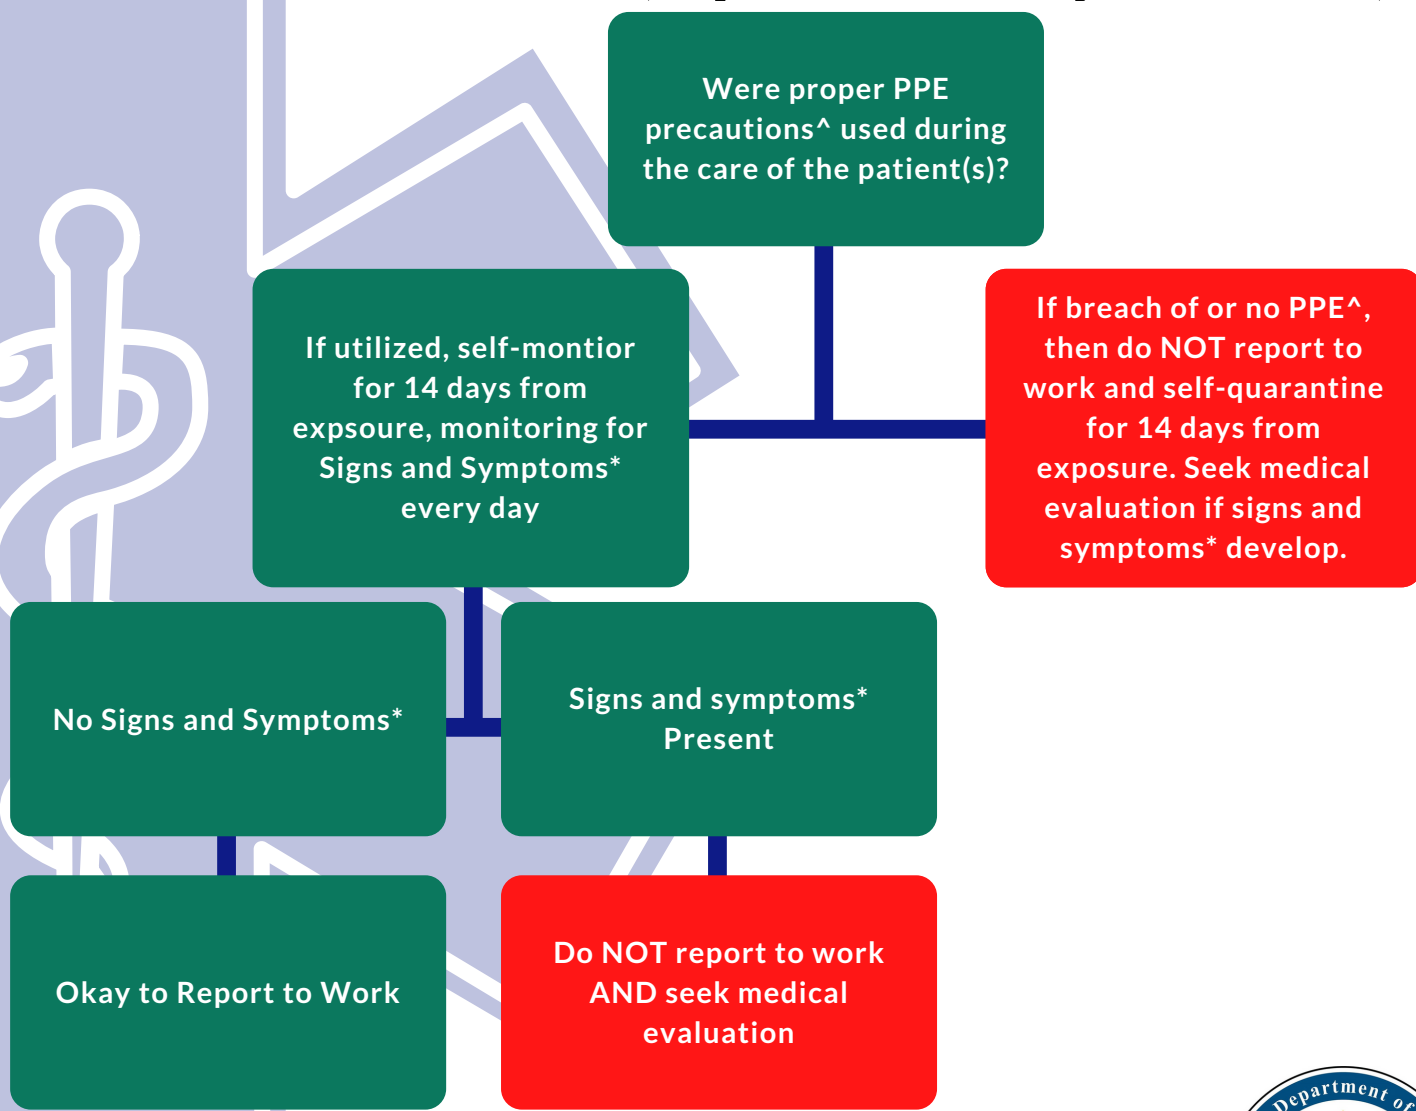 Were proper PPE
precautions^ used during
the care of the patient(s)?
If utilized, self-montior
for 14 days from
expsoure, monitoring for
Signs and Symptoms*
every day
If breach of or no PPE^,
then do NOT report to
work and self-quarantine
for 14 days from
exposure. Seek medical
evaluation if signs and
symptoms* develop.
No Signs and Symptoms*
Signs and symptoms*
Present
Okay to Report to Work
Do NOT report to work
AND seek medical
evaluation
Department of